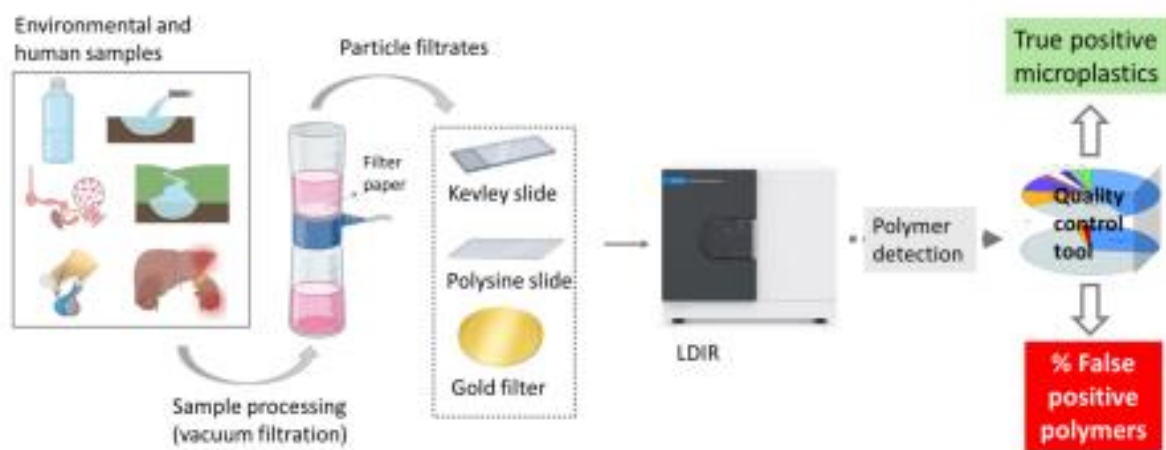 Environmental and
human samples
Particle filtrates
Filter
paper
Kevley slide
Polysine slide
Gold filter
Sample processing
(vacuum filtration)
LDIR
Polymer
detection
True positive
microplastics
Quality
control
tool
% False
positive
polymers